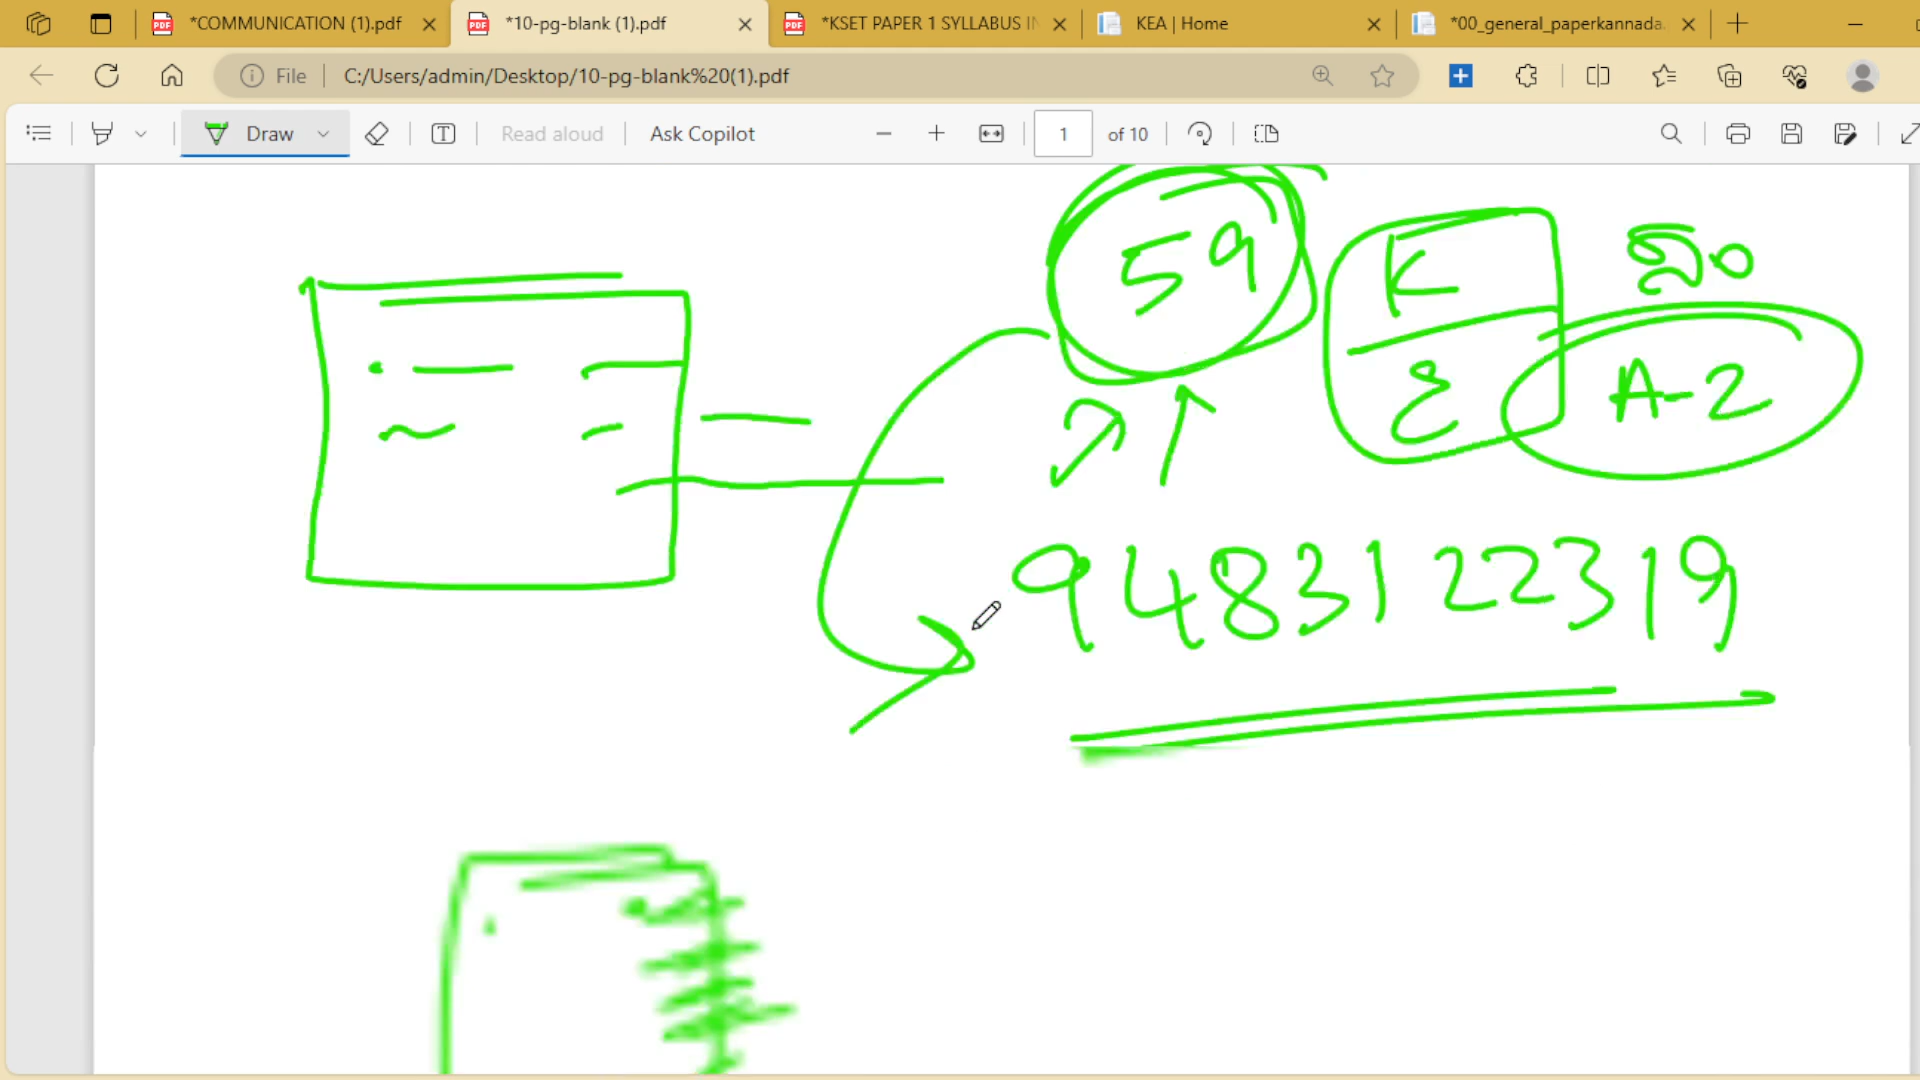 *COMMUNICATION (1).pdf
*10-pg-blank (1).pdf
*KSET PAPER 1 SYLLABUS IN
KEA | Home
*00_general_paperkannada.
File
C:/Users/admin/Desktop/10-pg-blank%20(1).pdf
Draw
Read aloud
Ask Copilot
1
of 10
59
K
A-2
9483122319